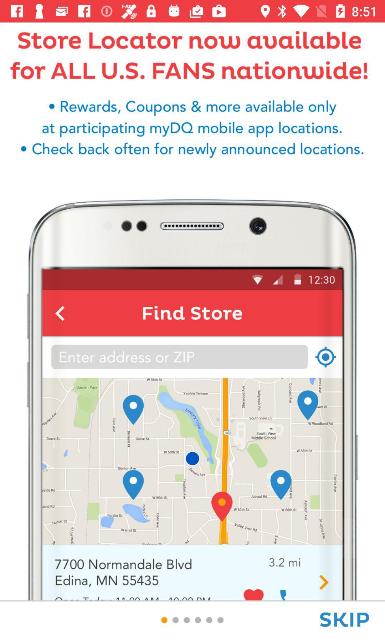 8:51
Store Locator now available
for ALL U.S. FANS nationwide!
• Rewards, Coupons & more available only
at participating myDQ mobile app locations.
• Check back often for newly announced locations.
12:30
Find Store
Enter address or ZIP
7700 Normandale Blvd
3.2 mi
Edina, MN 55435
SKIP